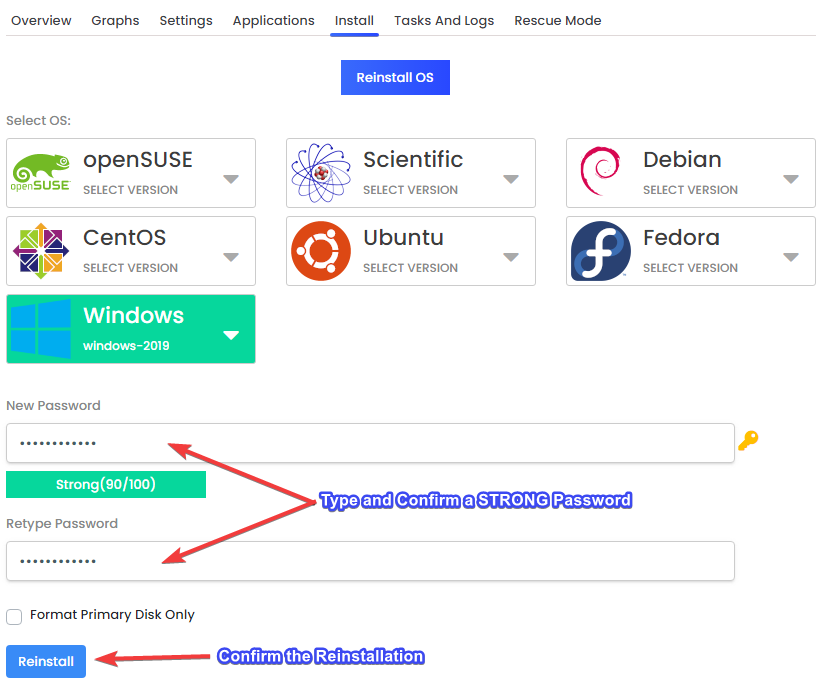 Overview Graphs Settings Applications Install Tasks And Logs Rescue Mode
Reinstall OS
Select OS:
openSUSE
openSUSE
SELECT VERSION
Scientific
SELECT VERSION
Debian
SELECT VERSION
CentOS
SELECT VERSION
Ubuntu
SELECT VERSION
Fedora
SELECT VERSION
Windows
windows-2019
New Password
••••••••••••
Strong(90/100)
Type and Confirm a STRONG Password
Retype Password
••••••••••••
Format Primary Disk Only
Reinstall
Confirm the Reinstallation